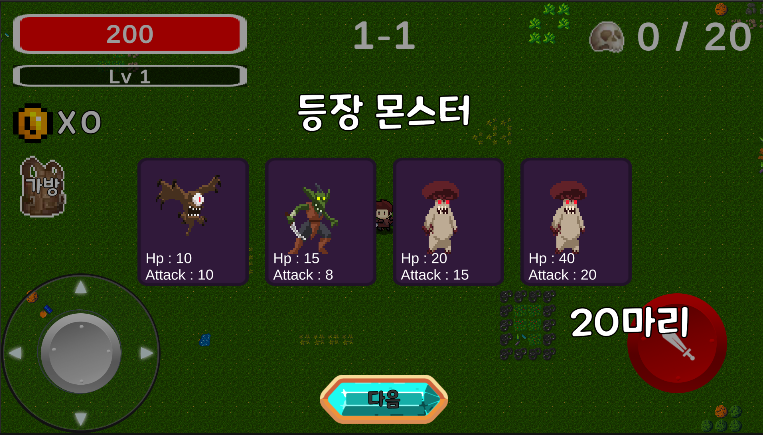 200
1-1
0 / 20
Lv 1
등장 몬스터
X 0
가방
Hp : 10
Attack : 10
Hp : 15
Attack : 8
Hp : 20
Attack : 15
Hp : 40
Attack : 20
20마리
다음